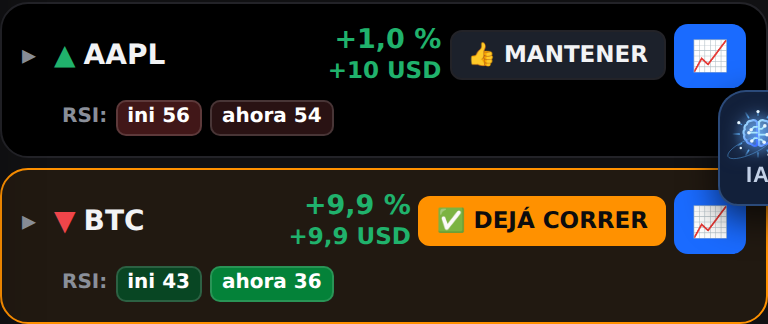 ▶ ▲ AAPL +1,0 % 👍 MANTENER 📈
+10 USD
RSI: ini 56 ahora 54
IA
▶ ▼ BTC +9,9 % ✅ DEJÁ CORRER 📈
+9,9 USD
RSI: ini 43 ahora 36